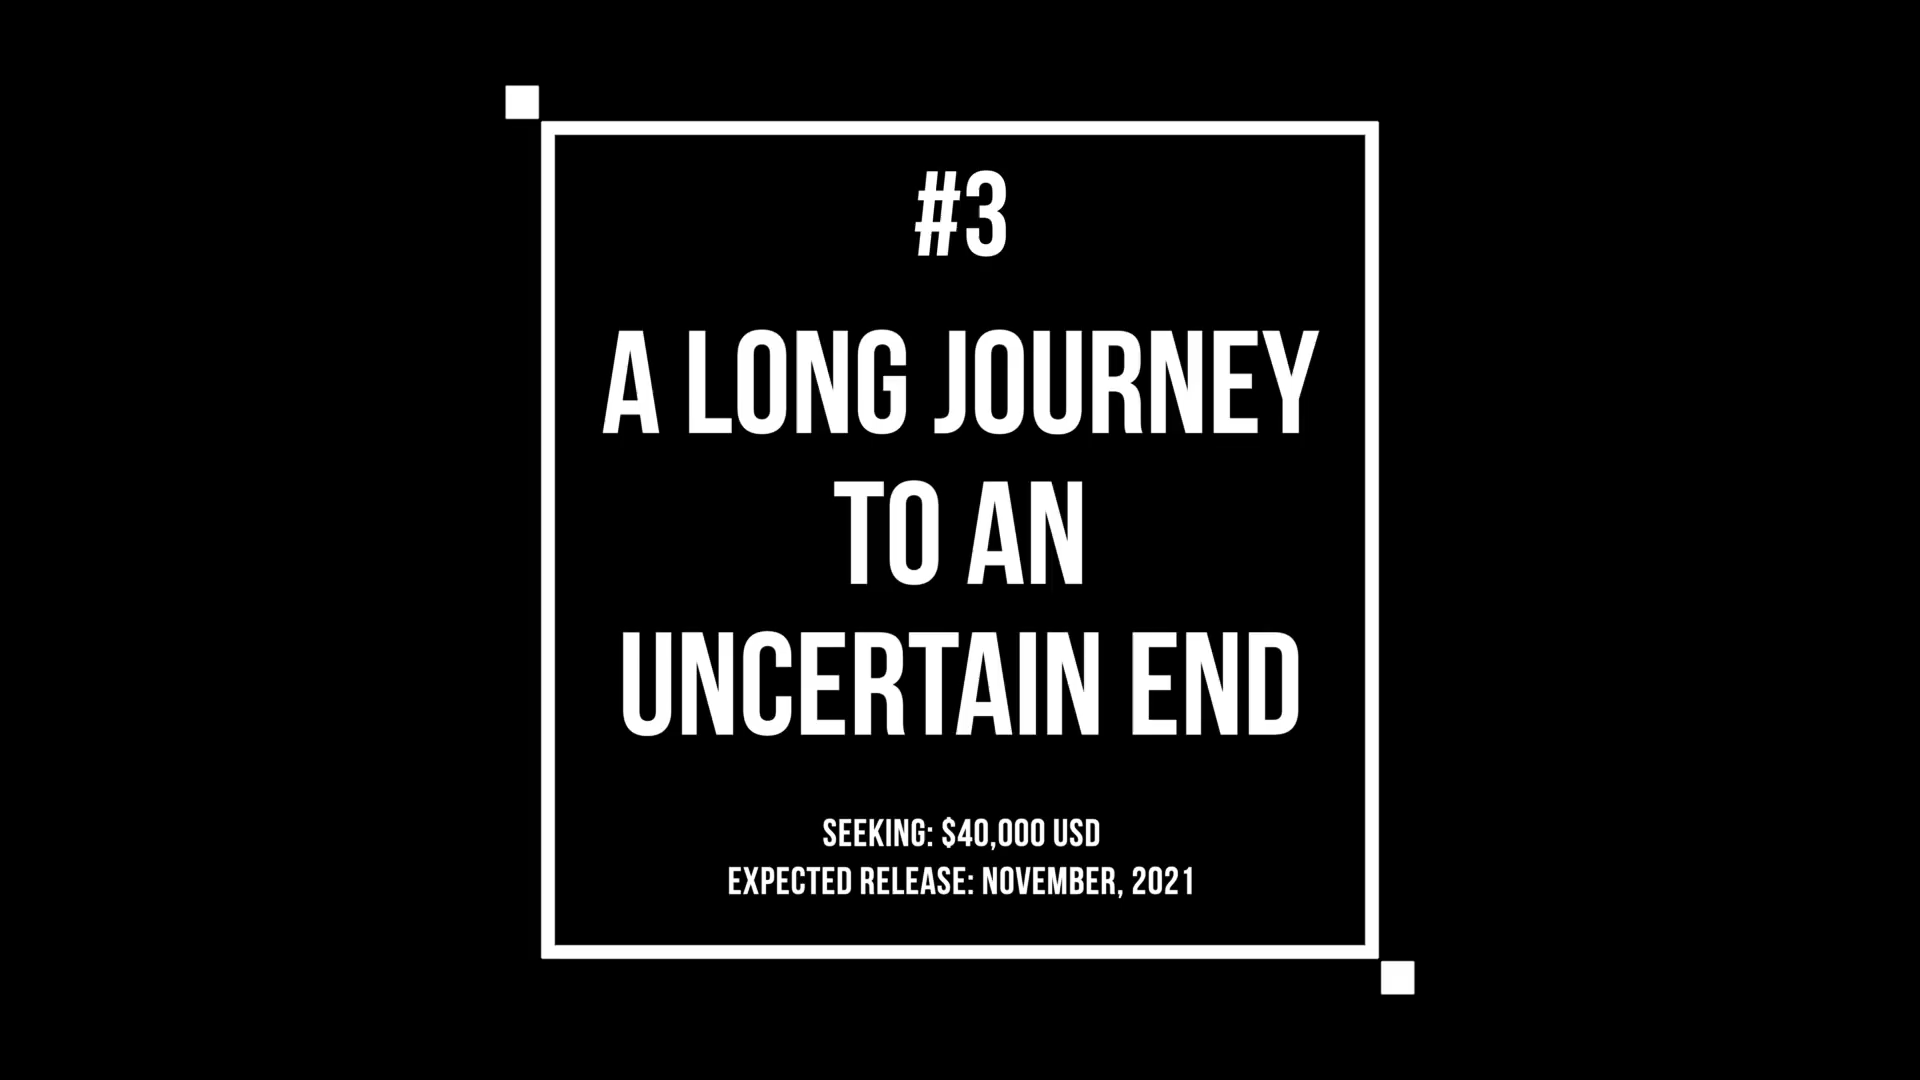 #3
A LONG JOURNEY
TO AN
UNCERTAIN END
SEEKING: $40,000 USD
EXPECTED RELEASE: NOVEMBER, 2021